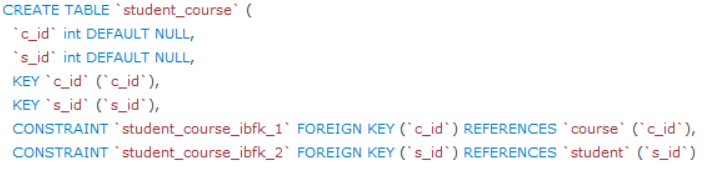 CREATE TABLE `student_course` (
`c_id` int DEFAULT NULL,
`s_id` int DEFAULT NULL,
KEY `c_id` (`c_id`),
KEY `s_id` (`s_id`),
CONSTRAINT `student_course_ibfk_1` FOREIGN KEY (`c_id`) REFERENCES `course` (`c_id`),
CONSTRAINT `student_course_ibfk_2` FOREIGN KEY (`s_id`) REFERENCES `student` (`s_id`)